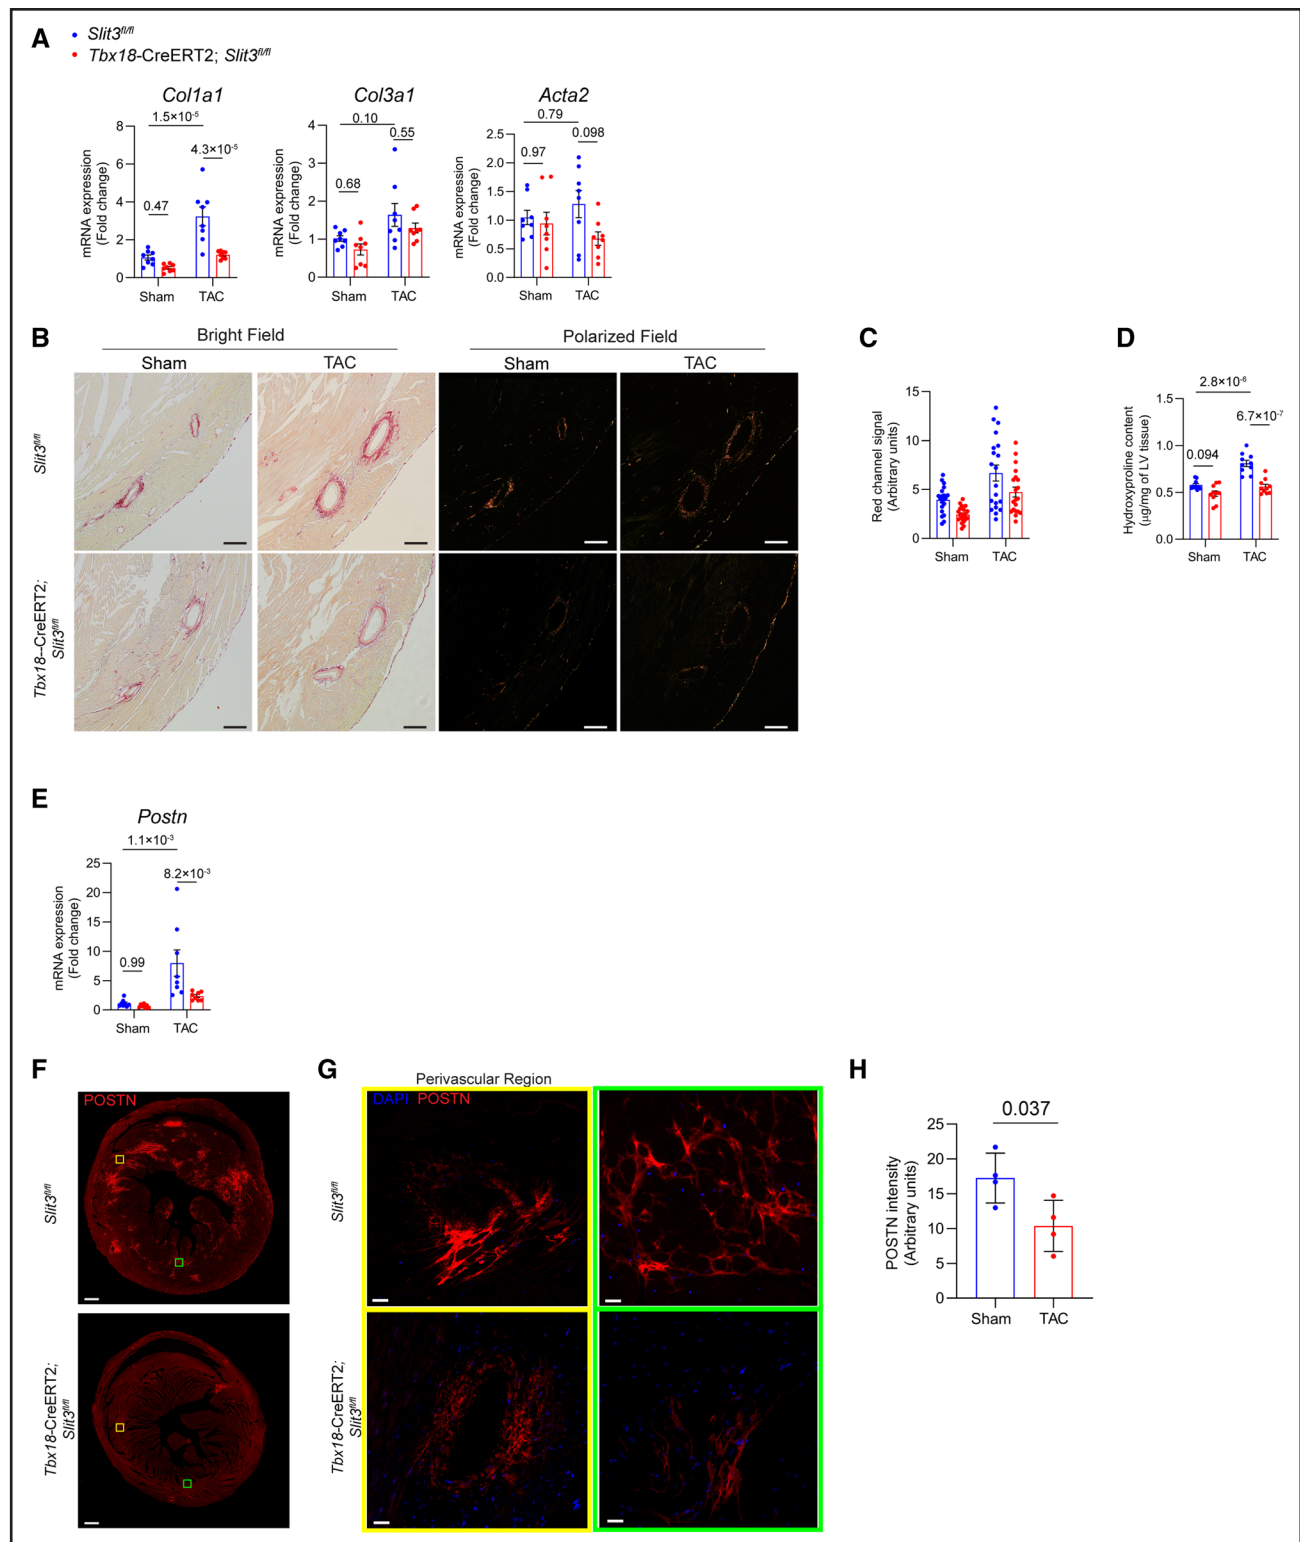 A
Slit3fl/fl
Tbx18-CreERT2; Slit3fl/fl
Col1a1
1.5×10-5
4.3×10-5
0.47
mRNA expression
(Fold change)
8
6
4
2
0
Sham
TAC
Col3a1
0.10
0.55
0.68
mRNA expression
(Fold change)
4
3
2
1
0
Sham
TAC
Acta2
0.79
0.098
0.97
mRNA expression
(Fold change)
2.5
2.0
1.5
1.0
0.5
0.0
Sham
TAC
B
Bright Field
Polarized Field
Sham
TAC
Sham
TAC
Slit3fl/fl
Tbx18--CreERT2;
Slit3fl/fl
C
Red channel signal
(Arbitrary units)
15
10
5
0
Sham
TAC
D
2.8×10-6
6.7×10-7
0.094
Hydroxyproline content
(µg/mg of LV tissue)
1.5
1.0
0.5
0.0
Sham
TAC
E
Postn
1.1×10-3
8.2×10-3
0.99
mRNA expression
(Fold change)
25
20
15
10
5
0
Sham
TAC
F
POSTN
Slit3fl/fl
Tbx18-CreERT2;
Slit3fl/fl
G
Perivascular Region
DAPI POSTN
Slit3fl/fl
Tbx18-CreERT2;
Slit3fl/fl
H
0.037
POSTN intensity
(Arbitrary units)
25
20
15
10
5
0
Sham
TAC